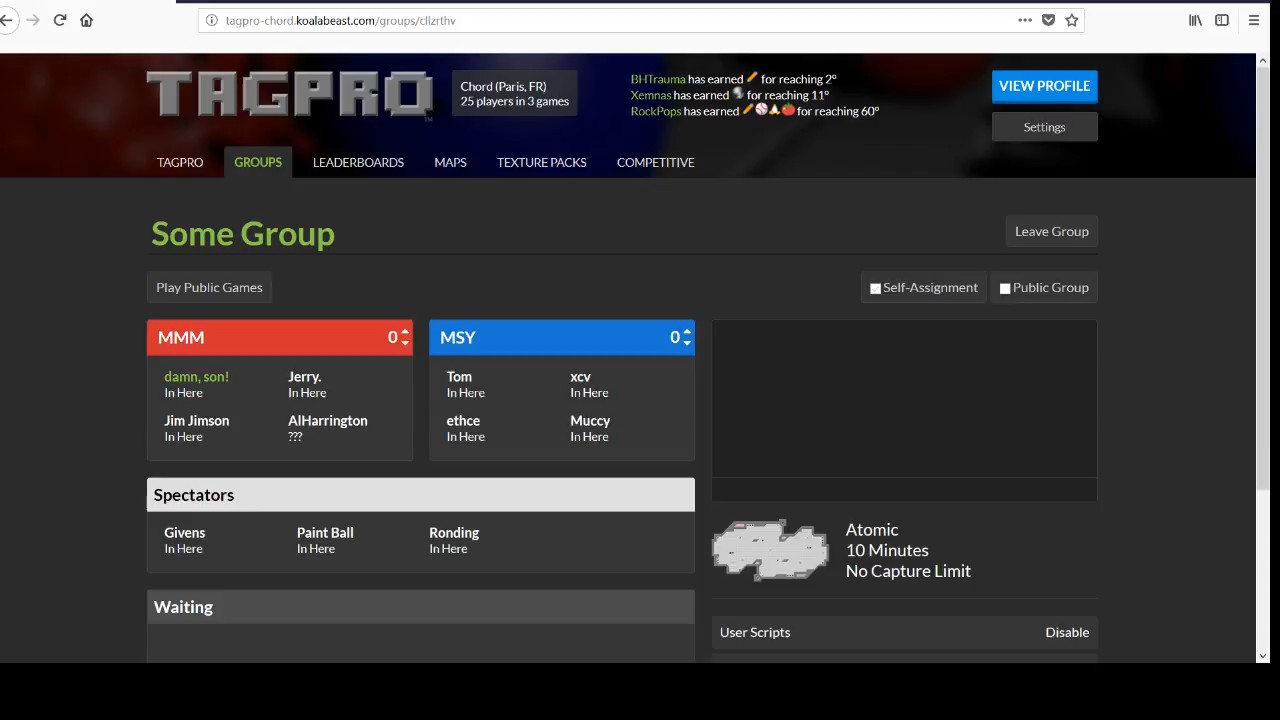 tagpro-chord.koalabeast.com/groups/cllzrthv
TAGPRO
Chord (Paris, FR)
25 players in 3 games
BHTrauma has earned for reaching 2°
Xemnas has earned for reaching 11°
RockPops has earned for reaching 60°
VIEW PROFILE
Settings
TAGPRO GROUPS LEADERBOARDS MAPS TEXTURE PACKS COMPETITIVE
Some Group
Leave Group
Play Public Games
Self-Assignment
Public Group
MMM 0
MSY 0
damn, son! Jerry.
In Here In Here
Jim Jimson AlHarrington
In Here ???
Tom xcv
In Here In Here
ethce Muccy
In Here In Here
Spectators
Givens Paint Ball Ronding
In Here In Here In Here
Waiting
Atomic
10 Minutes
No Capture Limit
User Scripts Disable